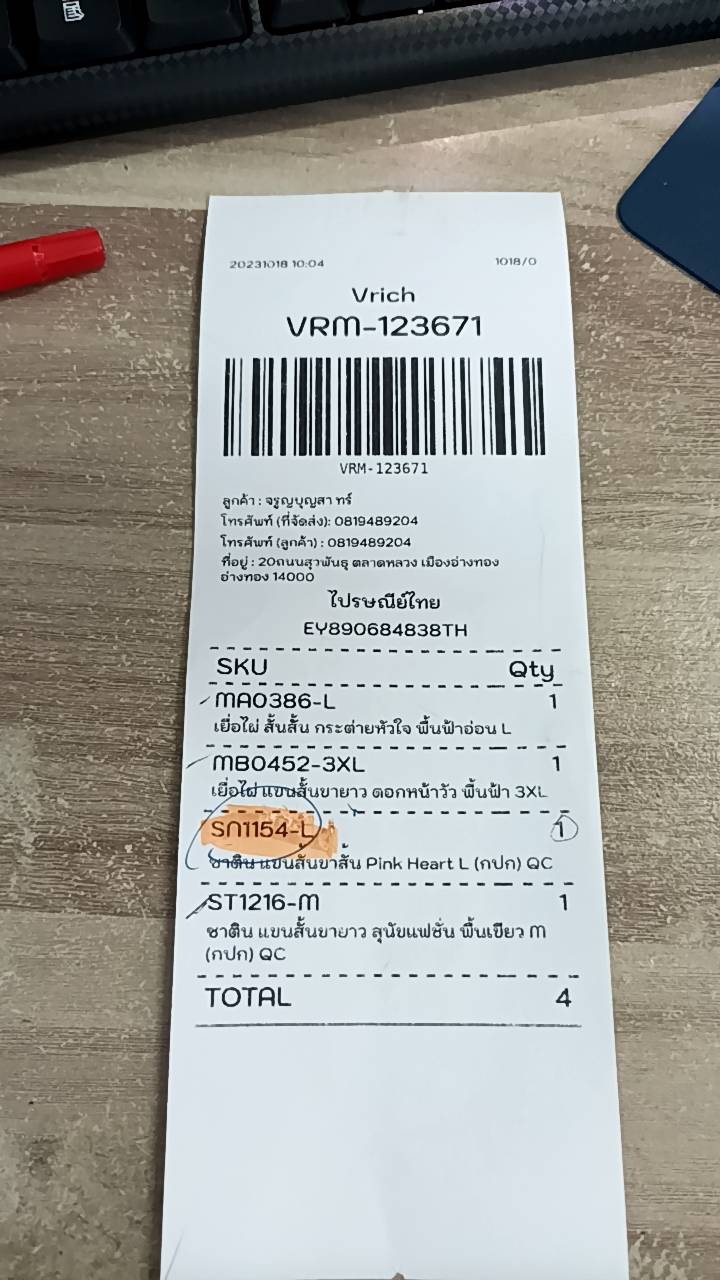 20231018 10:04 1018/0
Vrich
VRM-123671
VRM-123671
ลูกค้า : จรูญบุญสา ทร์
โทรศัพท์ (ที่จัดส่ง): 0819489204
โทรศัพท์ (ลูกค้า) : 0819489204
ที่อยู่ : 20ถนนสุวพันธุ ตลาดหลวง เมืองอ่างทอง
อ่างทอง 14000
ไปรษณีย์ไทย
EY890684838TH
SKU Qty
MA0386-L 1
เยื่อไผ่ สั้นสั้น กระต่ายหัวใจ พื้นฟ้าอ่อน L
MB0452-3XL 1
เยื่อไผ่ แขนสั้นขายาว ดอกหน้าวัว พื้นฟ้า 3XL
SN1154-L 1
ซาติน แขนสั้นขาสั้น Pink Heart L (กปก) QC
ST1216-M 1
ซาติน แขนสั้นขายาว สุนัขแฟชั่น พื้นเขียว M
(กปก) QC
TOTAL 4